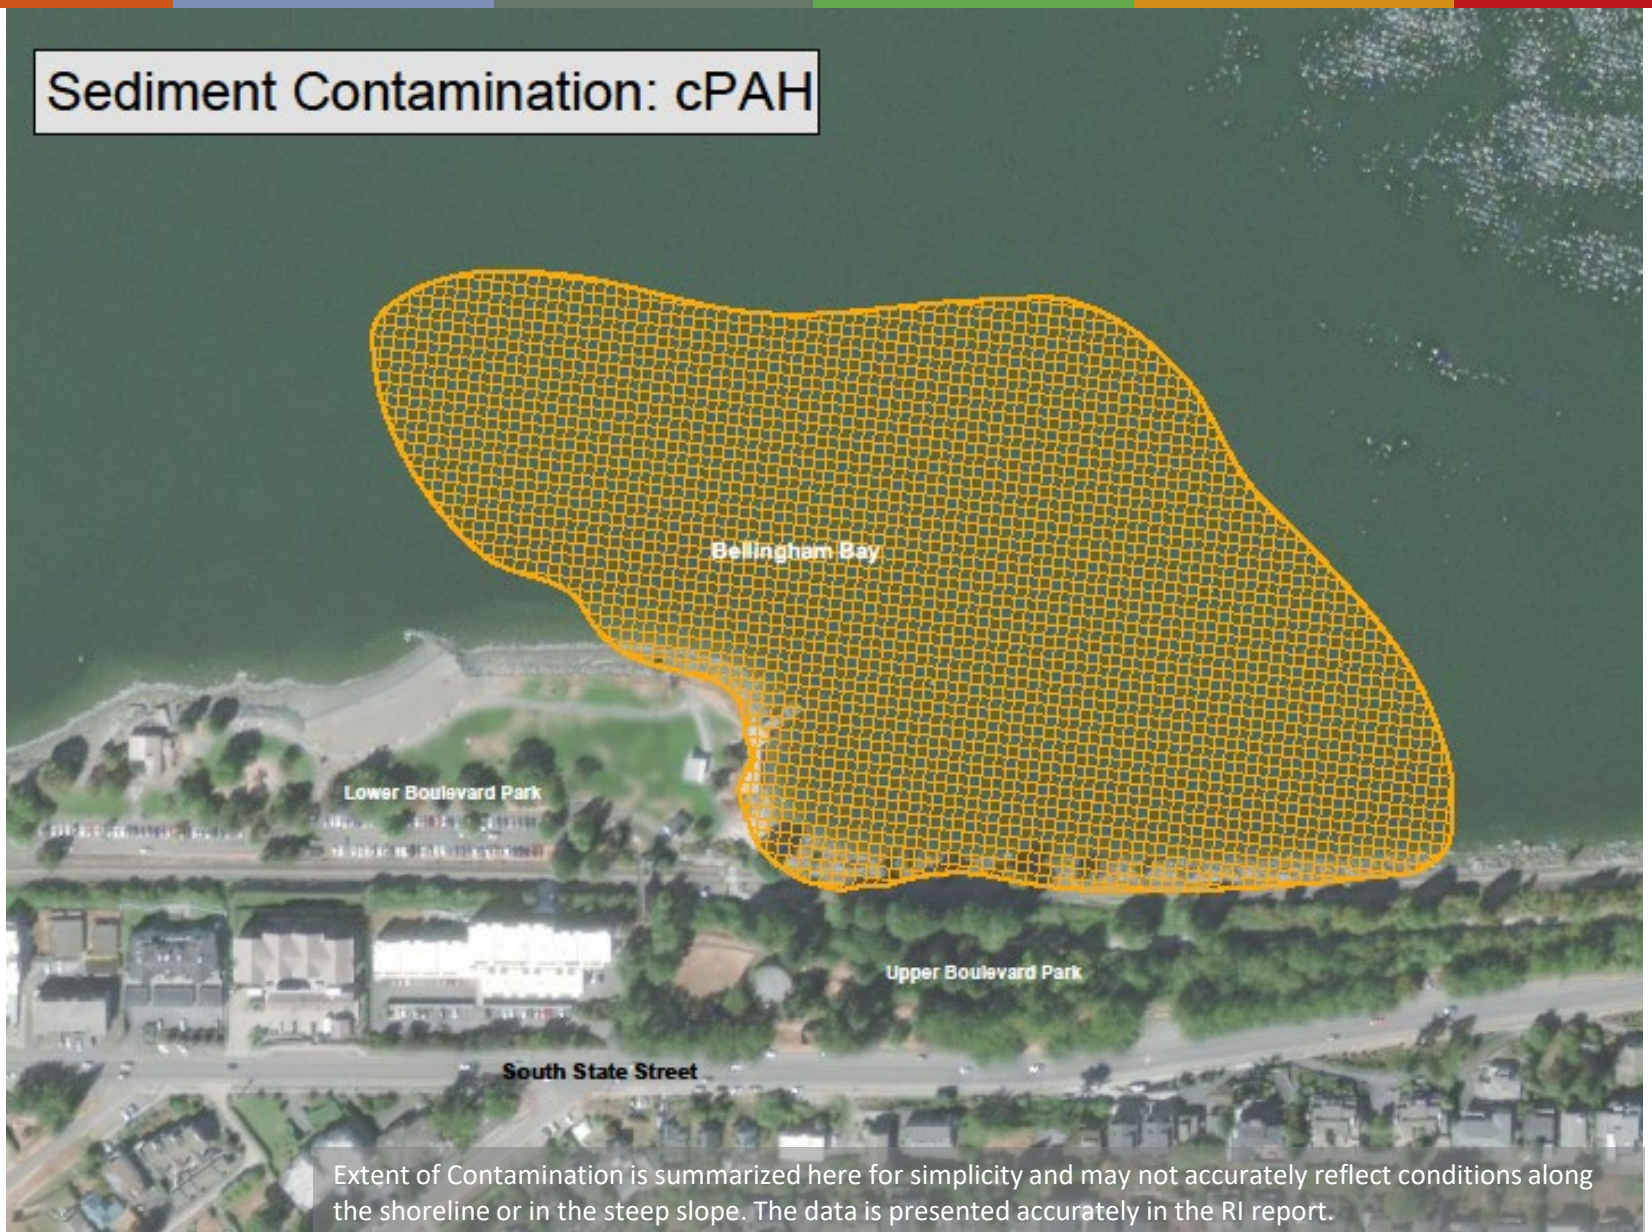 Sediment Contamination: cPAH
Bellingham Bay
Lower Boulevard Park
Upper Boulevard Park
South State Street
Extent of Contamination is summarized here for simplicity and may not accurately reflect conditions along
the shoreline or in the steep slope. The data is presented accurately in the RI report.